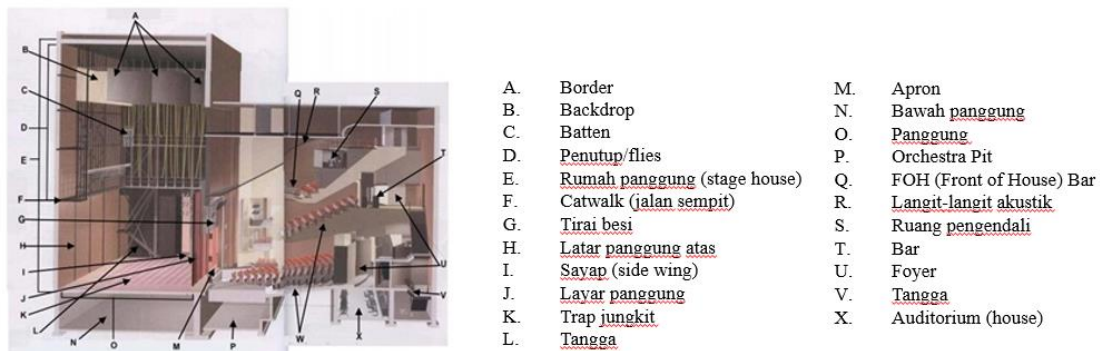 A
B
C
D
E
F
G
H
I
J
K
L
N
O
M
P
W
X
Q
R
S
T
U
V
A. Border
B. Backdrop
C. Batten
D. Penutup/flies
E. Rumah panggung (stage house)
F. Catwalk (jalan sempit)
G. Tirai besi
H. Latar panggung atas
I. Sayap (side wing)
J. Layar panggung
K. Trap jungkit
L. Tangga
M. Apron
N. Bawah panggung
O. Panggung
P. Orchestra Pit
Q. FOH (Front of House) Bar
R. Langit-langit akustik
S. Ruang pengendali
T. Bar
U. Foyer
V. Tangga
X. Auditorium (house)